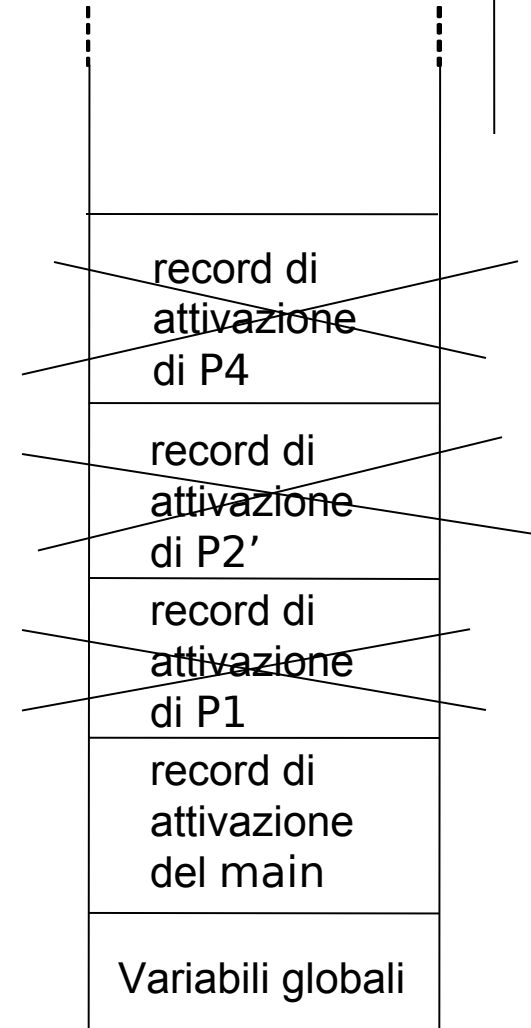 record di
attivazione
di P4
record di
attivazione
di P2’
record di
attivazione
di P1
record di
attivazione
del main
Variabili globali